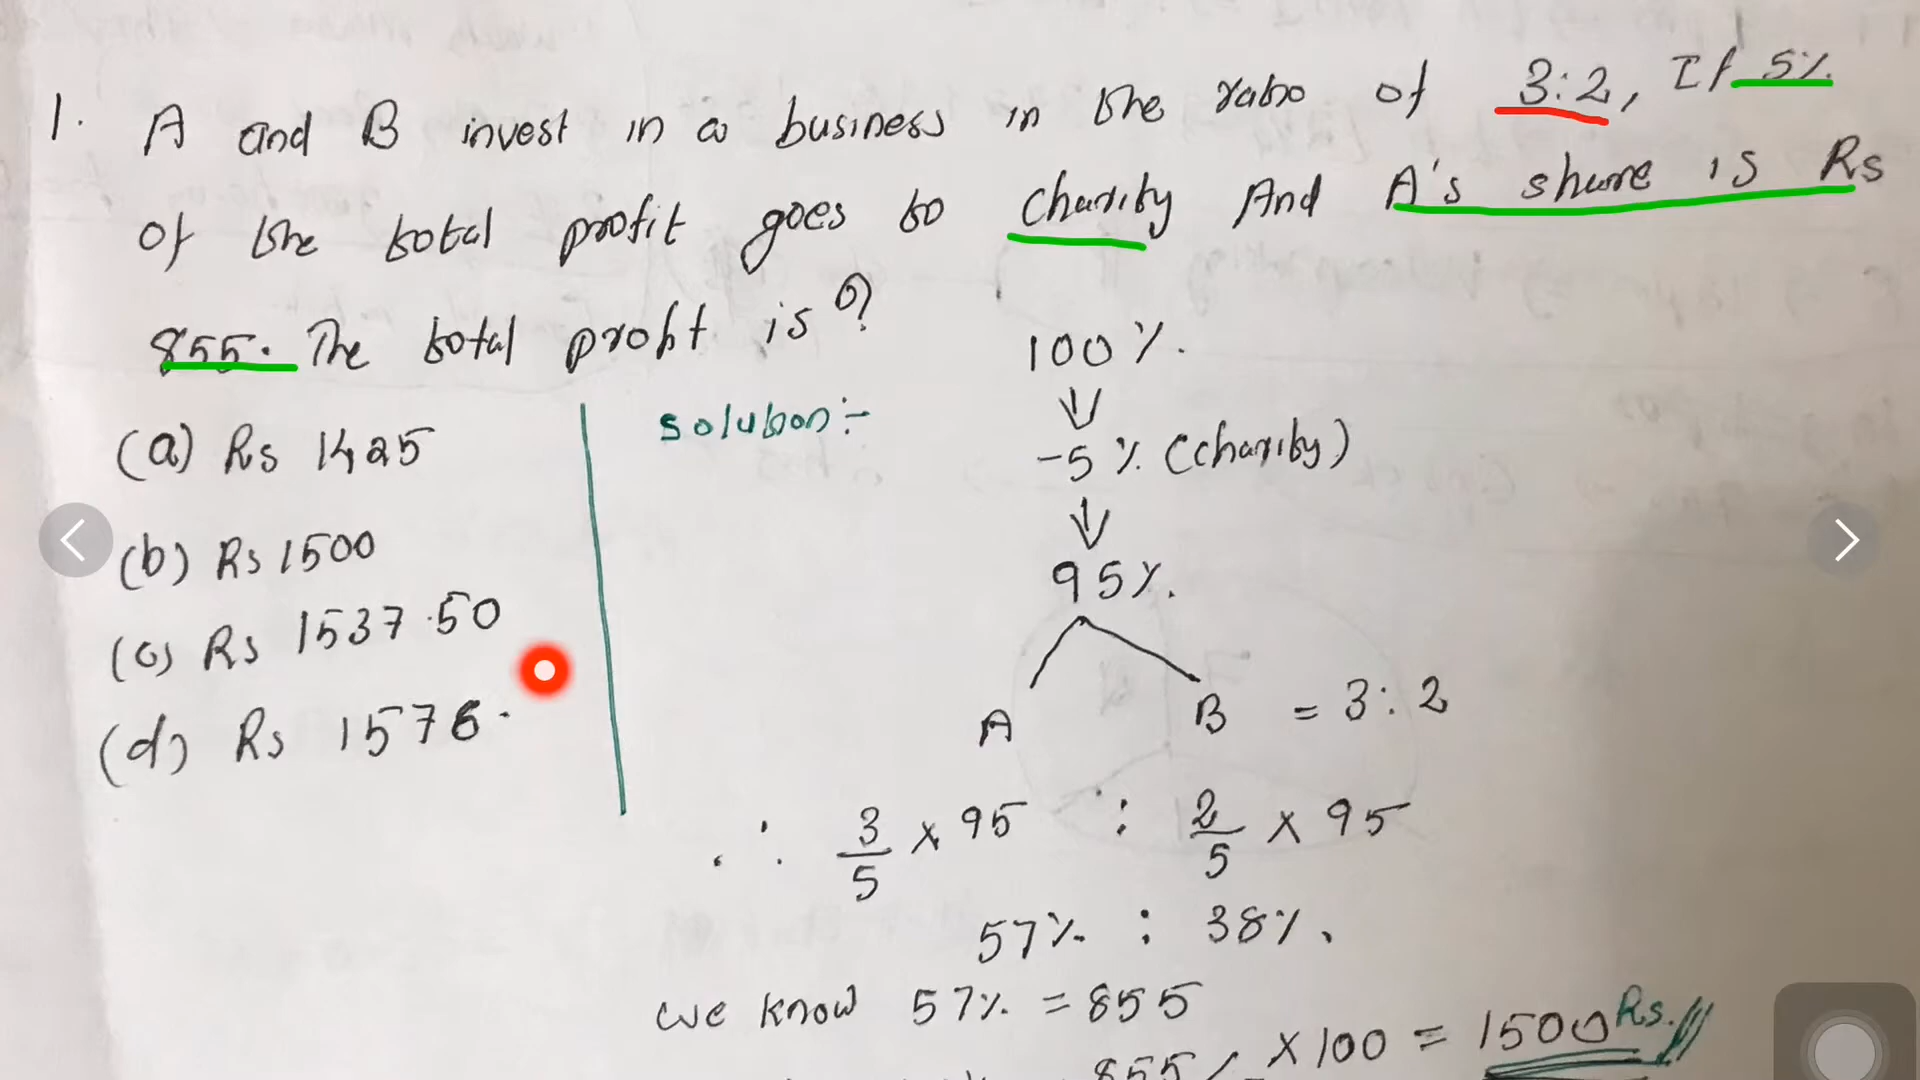 1. A and B invest in a business in the ratio of 3:2, If 5%
of the total profit goes to charity And A's share is Rs
855. The total profit is ?
(a) Rs 1425
(b) Rs 1500
(c) Rs 1537.50
(d) Rs 1576.
solution :-
100%.
-5% (charity)
95%.
A B = 3:2
∴ 3/5 × 95 : 2/5 × 95
57%. : 38%.
we know 57%. = 855
855/ × 100 = 1500 Rs.